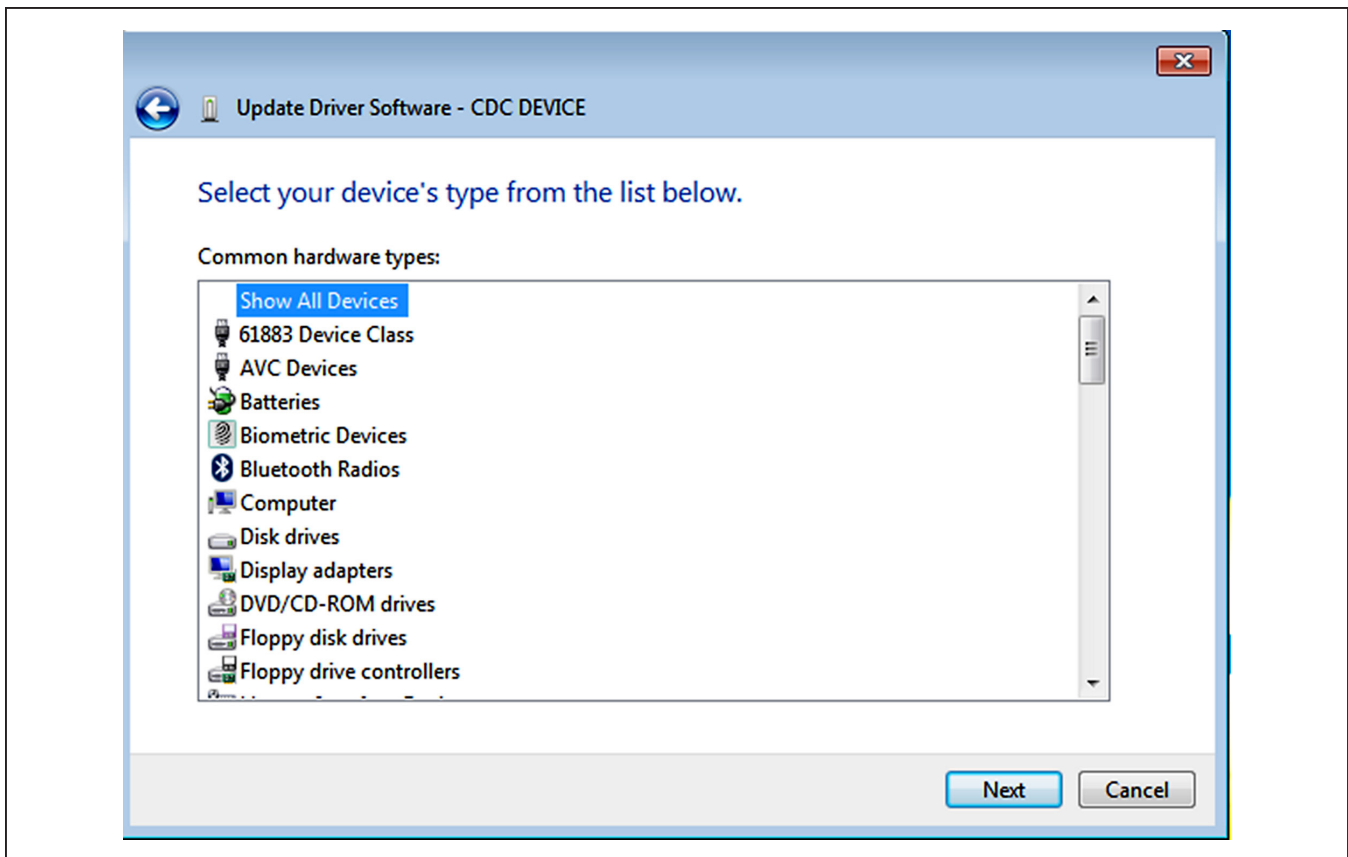 Update Driver Software - CDC DEVICE
Select your device's type from the list below.
Common hardware types:
Show All Devices
61883 Device Class
AVC Devices
Batteries
Biometric Devices
Bluetooth Radios
Computer
Disk drives
Display adapters
DVD/CD-ROM drives
Floppy disk drives
Floppy drive controllers
Next Cancel